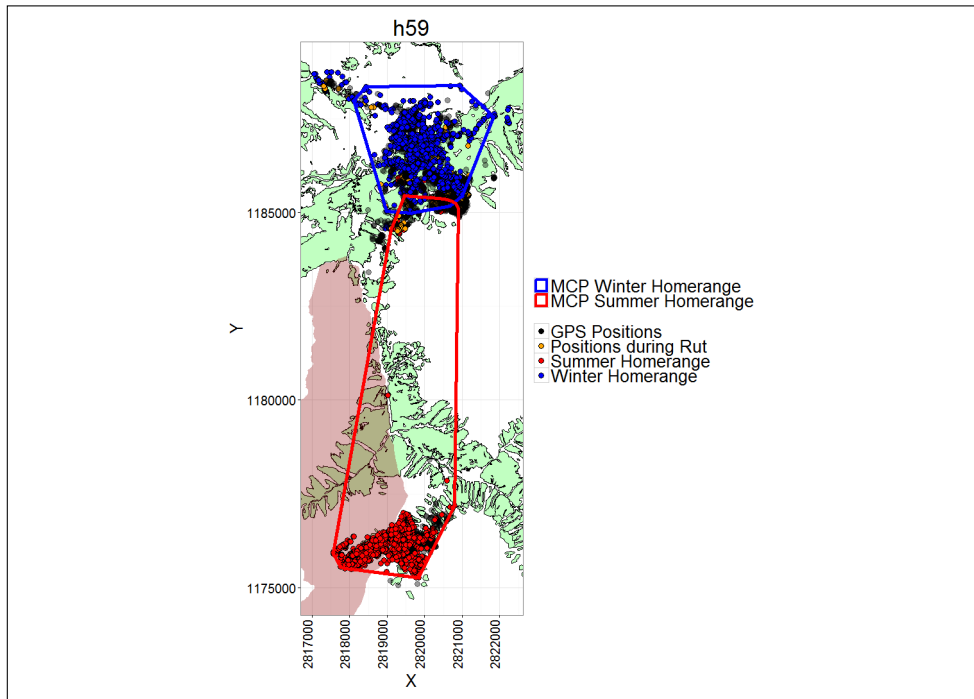 h59
1185000
1180000
1175000
Y
2817000
2818000
2819000
2820000
2821000
2822000
X
MCP Winter Homerange
MCP Summer Homerange
GPS Positions
Positions during Rut
Summer Homerange
Winter Homerange